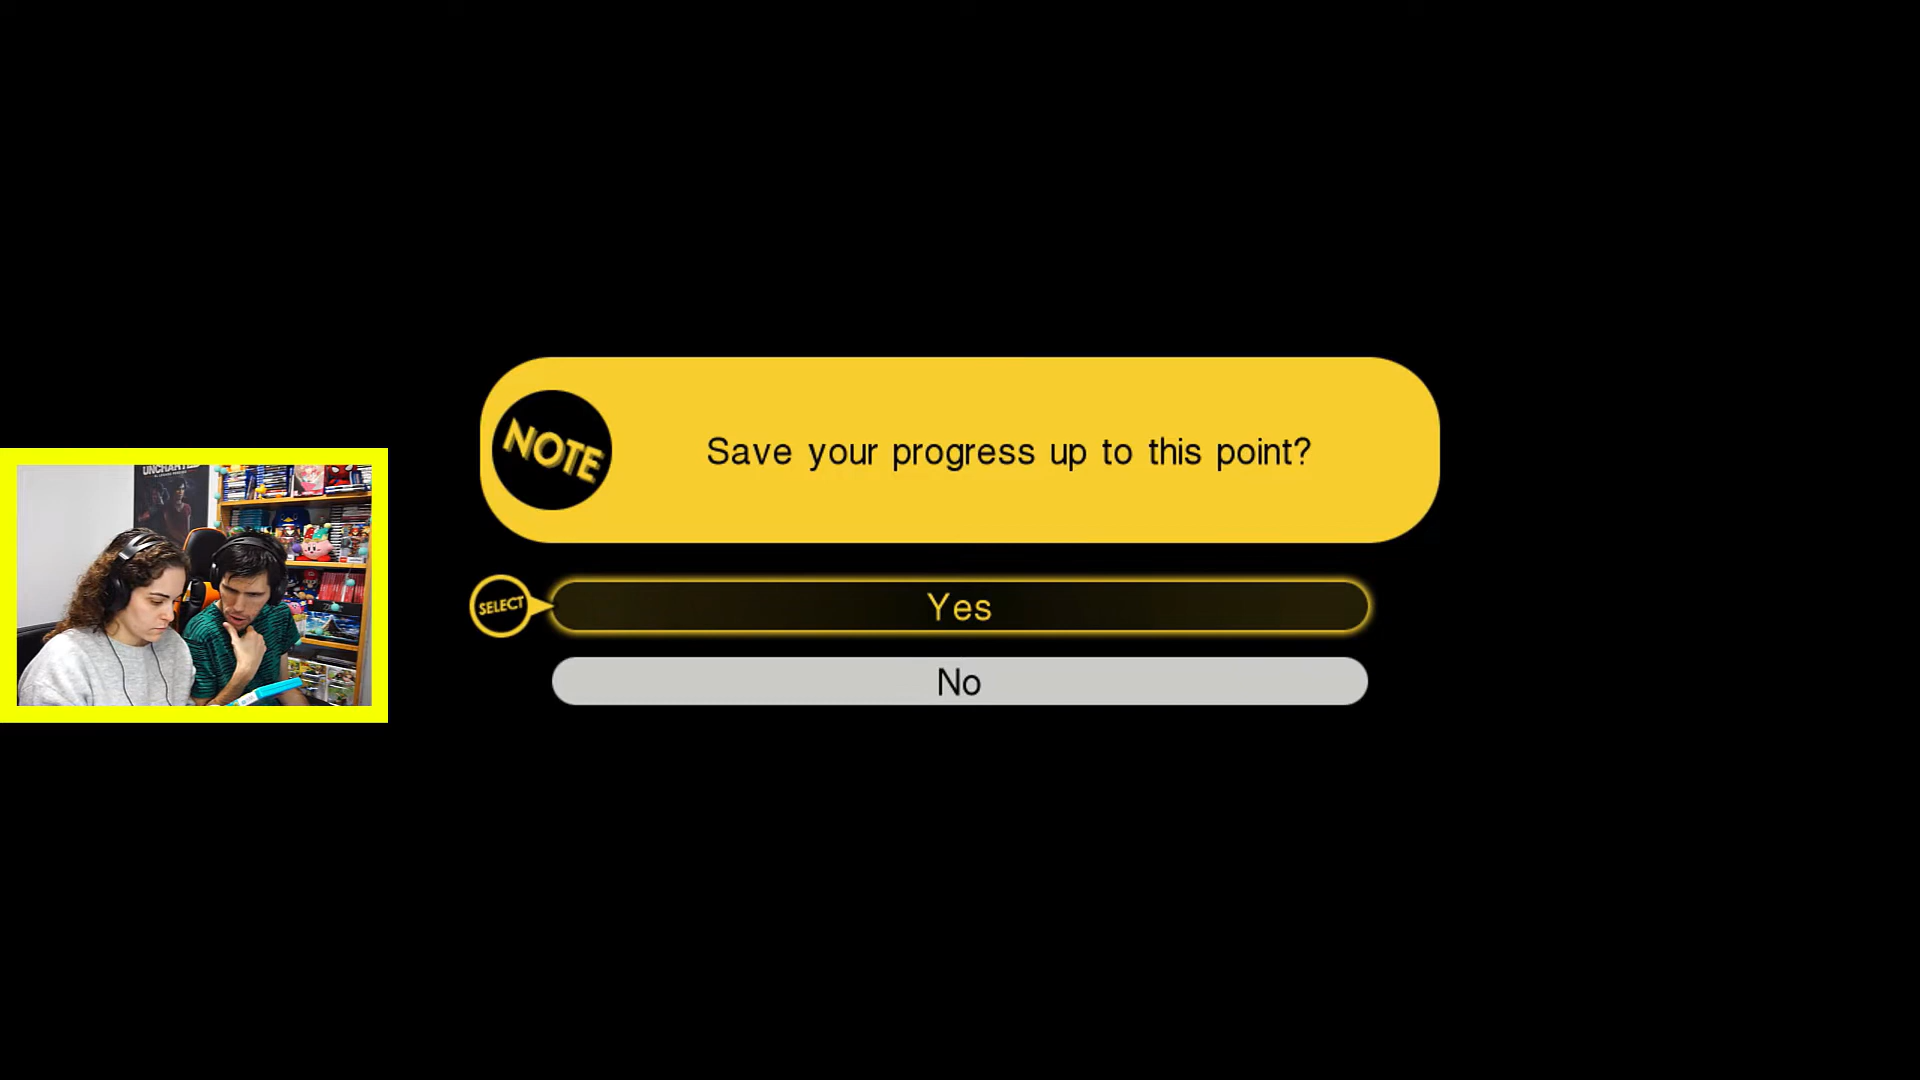 NOTE
Save your progress up to this point?
SELECT
Yes
No
UNCHARTED